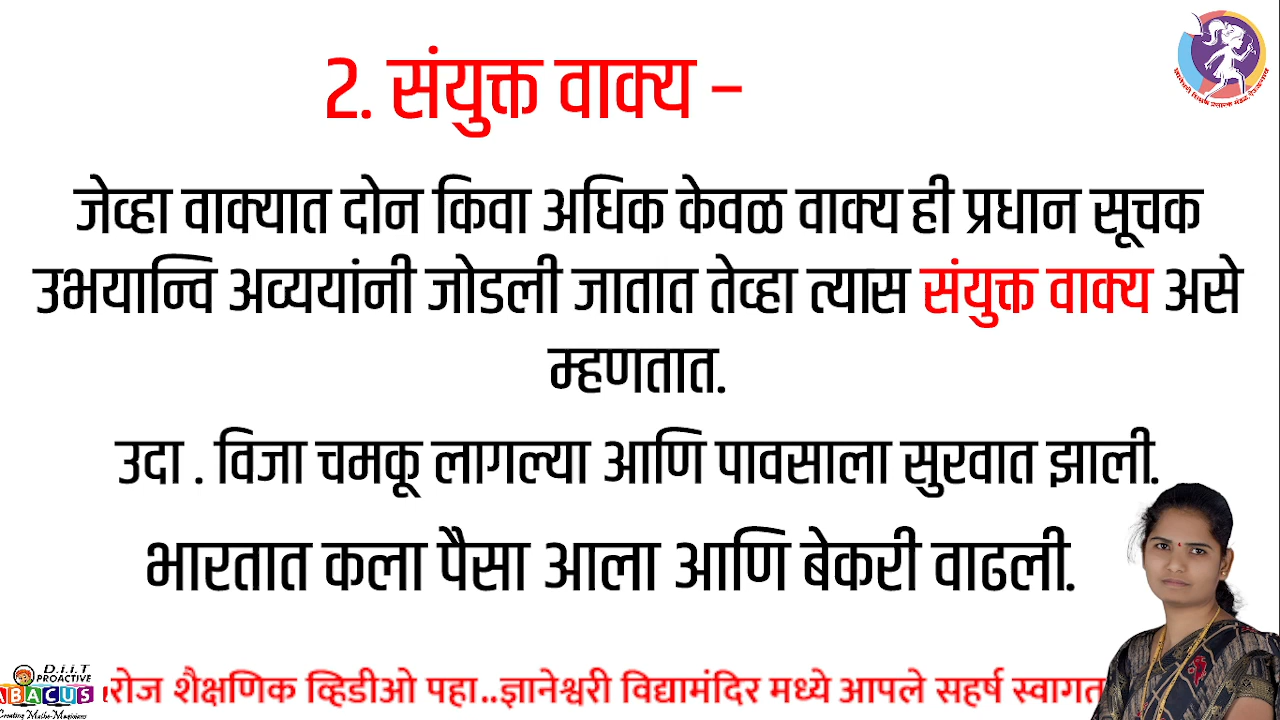 2. संयुक्त वाक्य –
जेव्हा वाक्यात दोन किवा अधिक केवळ वाक्य ही प्रधान सूचक
उभयान्वि अव्ययांनी जोडली जातात तेव्हा त्यास संयुक्त वाक्य असे
म्हणतात.
उदा . विजा चमकू लागल्या आणि पावसाला सुरवात झाली.
भारतात कला पैसा आला आणि बेकरी वाढली.
D.i.i.T
PROACTIVE
ABACUS
रोज शैक्षणिक व्हिडीओ पहा..ज्ञानेश्वरी विद्यामंदिर मध्ये आपले सहर्ष स्वागत